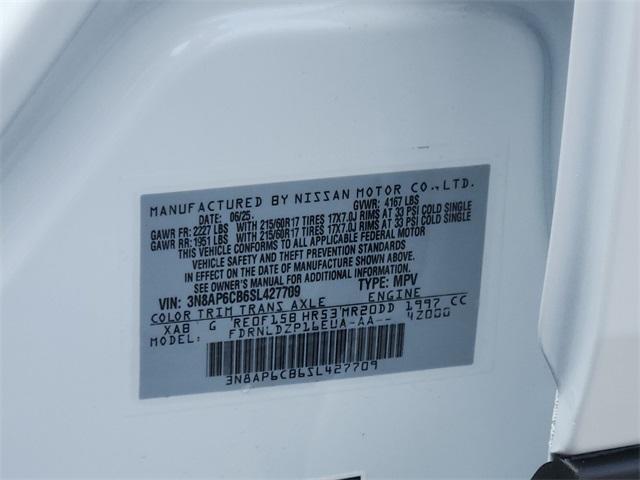 MANUFACTURED BY NISSAN MOTOR CO., LTD.
DATE: 06/25. GVWR: 4167 LBS
GAWR FR: 2227 LBS WITH 215/60R17 TIRES 17X7.0J RIMS AT 33 PSI COLD SINGLE
GAWR RR: 1951 LBS WITH 215/60R17 TIRES 17X7.0J RIMS AT 33 PSI COLD SINGLE
THIS VEHICLE CONFORMS TO ALL APPLICABLE FEDERAL MOTOR
VEHICLE SAFETY AND THEFT PREVENTION STANDARDS
IN EFFECT ON THE DATE OF MANUFACTURE SHOWN ABOVE.
SEE OWNER'S MANUAL FOR ADDITIONAL INFORMATION.
VIN: 3N8AP6CB6SL427709 TYPE: MPV
COLOR TRIM TRANS AXLE ENGINE
XAB G RE0F15B HR53 MR20DD 1997 CC
MODEL: FDRNLDZP16EUA-AA-- 4Z000
3N8AP6CB6SL427709